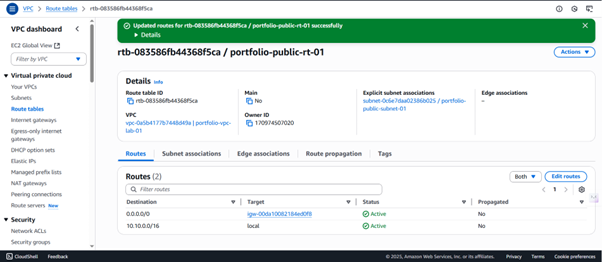 VPC > Route tables > rtb-083586fb44368f5ca
VPC dashboard
EC2 Global View
Filter by VPC
Virtual private cloud
Your VPCs
Subnets
Route tables
Internet gateways
Egress-only internet
gateways
DHCP option sets
Elastic IPs
Managed prefix lists
NAT gateways
Peering connections
Route servers New
Security
Network ACLs
Security groups
Updated routes for rtb-083586fb44368f5ca / portfolio-public-rt-01 successfully
Details
rtb-083586fb44368f5ca / portfolio-public-rt-01
Actions
Details Info
Route table ID
rtb-083586fb44368f5ca
Main
No
Explicit subnet associations
subnet-0c6e7daa02386b025 / portfolio-
public-subnet-01
Edge associations
–
VPC
vpc-0a5b4177b7448d49a | portfolio-vpc-
lab-01
Owner ID
170974507020
Routes Subnet associations Edge associations Route propagation Tags
Routes (2)
Both
Edit routes
Filter routes
1
Destination Target Status Propagated
0.0.0.0/0 igw-00da10082184ed0f8 Active No
10.10.0.0/16 local Active No
CloudShell Feedback © 2025, Amazon Web Services, Inc. or its affiliates. Privacy Terms Cookie preferences